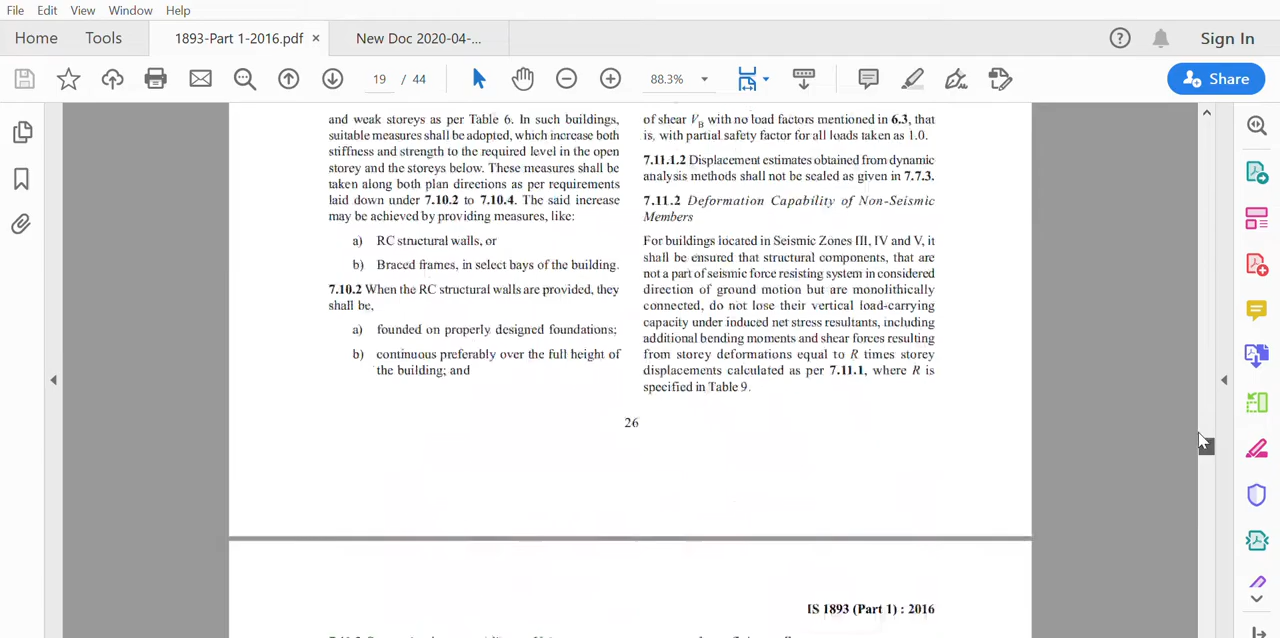 File Edit View Window Help
Home Tools 1893-Part 1-2016.pdf × New Doc 2020-04-... Sign In
19 / 44 88.3% Share
and weak storeys as per Table 6. In such buildings,
suitable measures shall be adopted, which increase both
stiffness and strength to the required level in the open
storey and the storeys below. These measures shall be
taken along both plan directions as per requirements
laid down under 7.10.2 to 7.10.4. The said increase
may be achieved by providing measures, like:
a) RC structural walls, or
b) Braced frames, in select bays of the building.
7.10.2 When the RC structural walls are provided, they
shall be,
a) founded on properly designed foundations;
b) continuous preferably over the full height of
the building; and
of shear VB with no load factors mentioned in 6.3, that
is, with partial safety factor for all loads taken as 1.0.
7.11.1.2 Displacement estimates obtained from dynamic
analysis methods shall not be scaled as given in 7.7.3.
7.11.2 Deformation Capability of Non-Seismic
Members
For buildings located in Seismic Zones III, IV and V, it
shall be ensured that structural components, that are
not a part of seismic force resisting system in considered
direction of ground motion but are monolithically
connected, do not lose their vertical load-carrying
capacity under induced net stress resultants, including
additional bending moments and shear forces resulting
from storey deformations equal to R times storey
displacements calculated as per 7.11.1, where R is
specified in Table 9.
26
IS 1893 (Part 1) : 2016